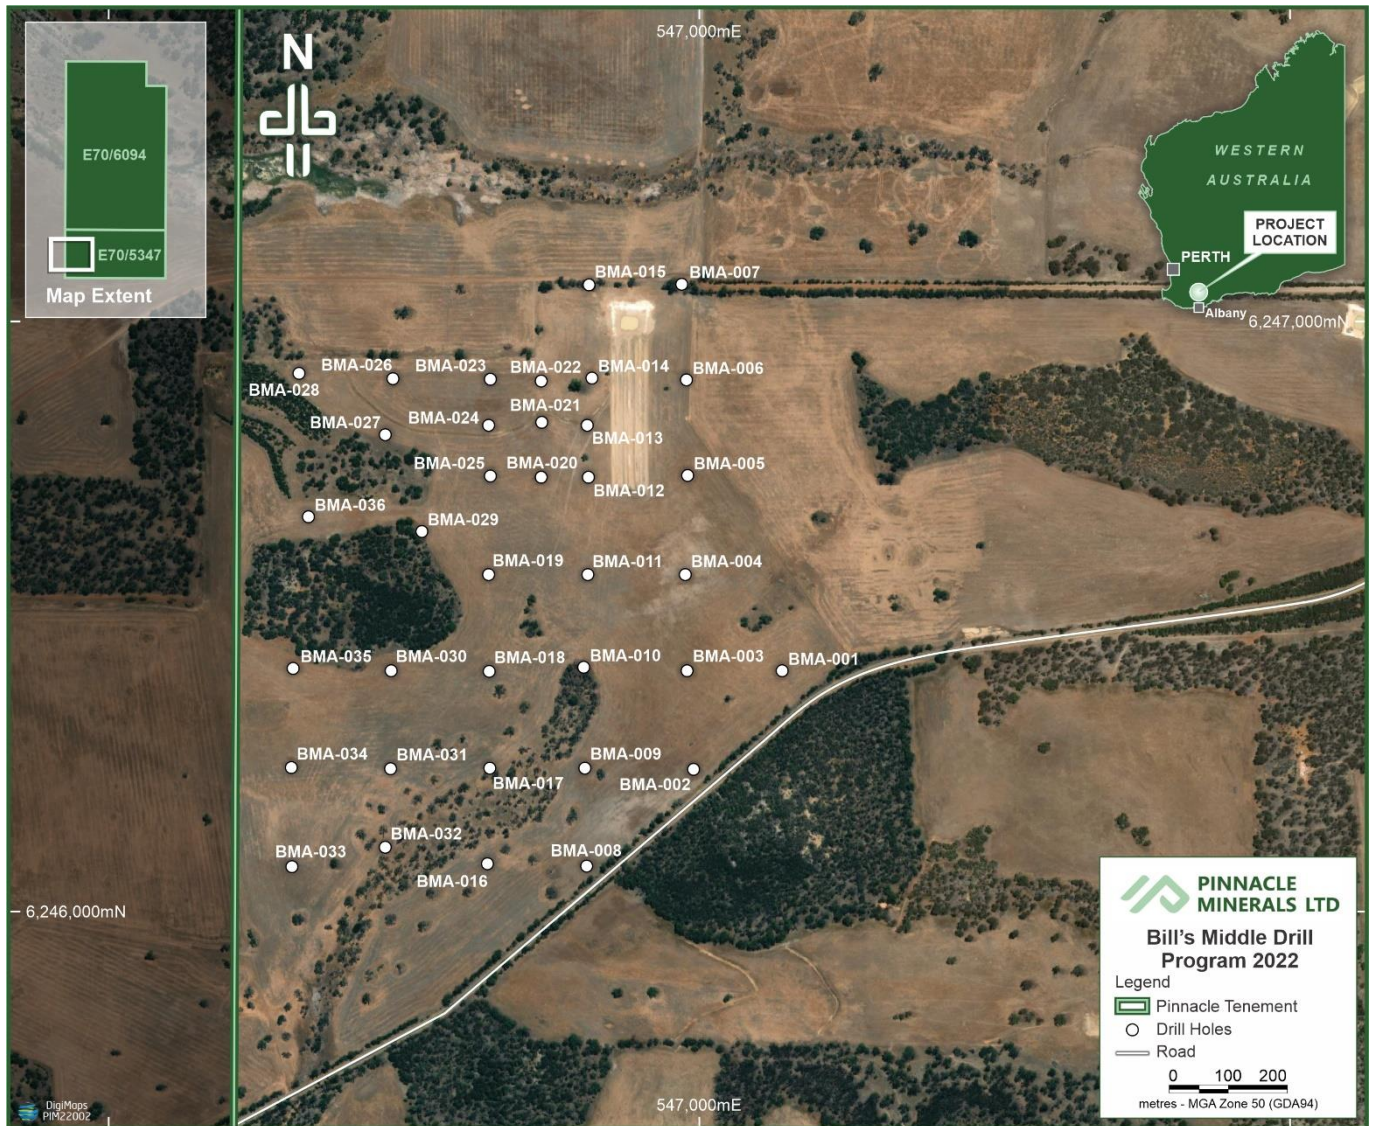 547,000mE
N
E70/6094
E70/5347
Map Extent
WESTERN
AUSTRALIA
PROJECT
LOCATION
PERTH
Albany
6,247,000mN
BMA-015
BMA-007
BMA-026
BMA-023
BMA-022
BMA-014
BMA-006
BMA-028
BMA-027
BMA-024
BMA-021
BMA-013
BMA-025
BMA-020
BMA-012
BMA-005
BMA-036
BMA-029
BMA-019
BMA-011
BMA-004
BMA-035
BMA-030
BMA-018
BMA-010
BMA-003
BMA-001
BMA-034
BMA-031
BMA-017
BMA-009
BMA-002
BMA-033
BMA-032
BMA-016
BMA-008
6,246,000mN
PINNACLE
MINERALS LTD
Bill's Middle Drill
Program 2022
Legend
Pinnacle Tenement
Drill Holes
Road
0 100 200
metres - MGA Zone 50 (GDA94)
DigiMaps
PIM22002
547,000mE